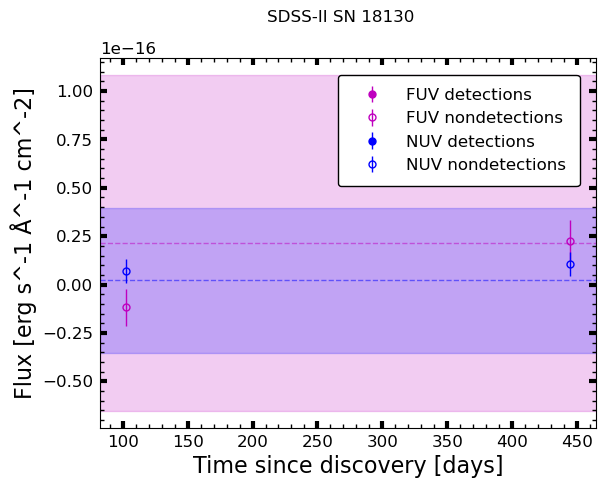 SDSS-II SN 18130
1e−16
1.00
0.75
0.50
0.25
0.00
−0.25
−0.50
Flux [erg s^-1 Å^-1 cm^-2]
FUV detections
FUV nondetections
NUV detections
NUV nondetections
100 150 200 250 300 350 400 450
Time since discovery [days]